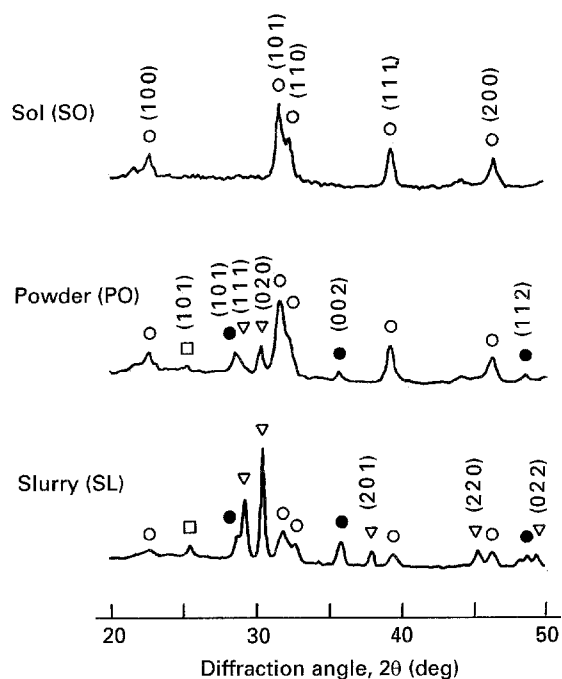 (100)
(101)
(110)
(111)
(200)
Sol (SO)
(101)
(101)
(111)
(020)
(002)
(112)
Powder (PO)
(201)
(220)
(022)
Slurry (SL)
20 30 40 50
Diffraction angle, 2θ (deg)